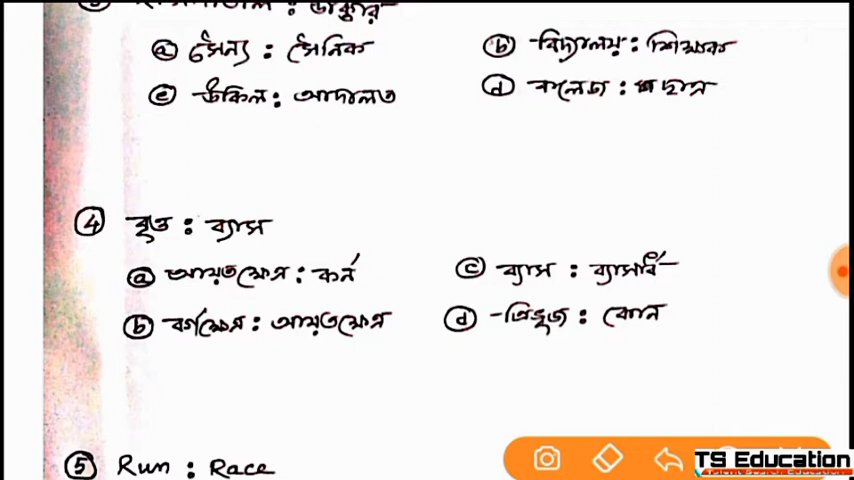 : ডাক্তার
ⓐ সৈন্য : সৈনিক ⓑ বিদ্যালয় : শিক্ষক
ⓒ উকিল : আদালত ⓓ কলেজ : ছাত্র
④ বৃত্ত : ব্যাস
ⓐ আয়তক্ষেত্র : কর্ন ⓒ ব্যাস : ব্যাসার্ধ
ⓑ বর্গক্ষেত্র : আয়তক্ষেত্র ⓓ ত্রিভূজ : কোন
⑤ Run : Race
TS Education